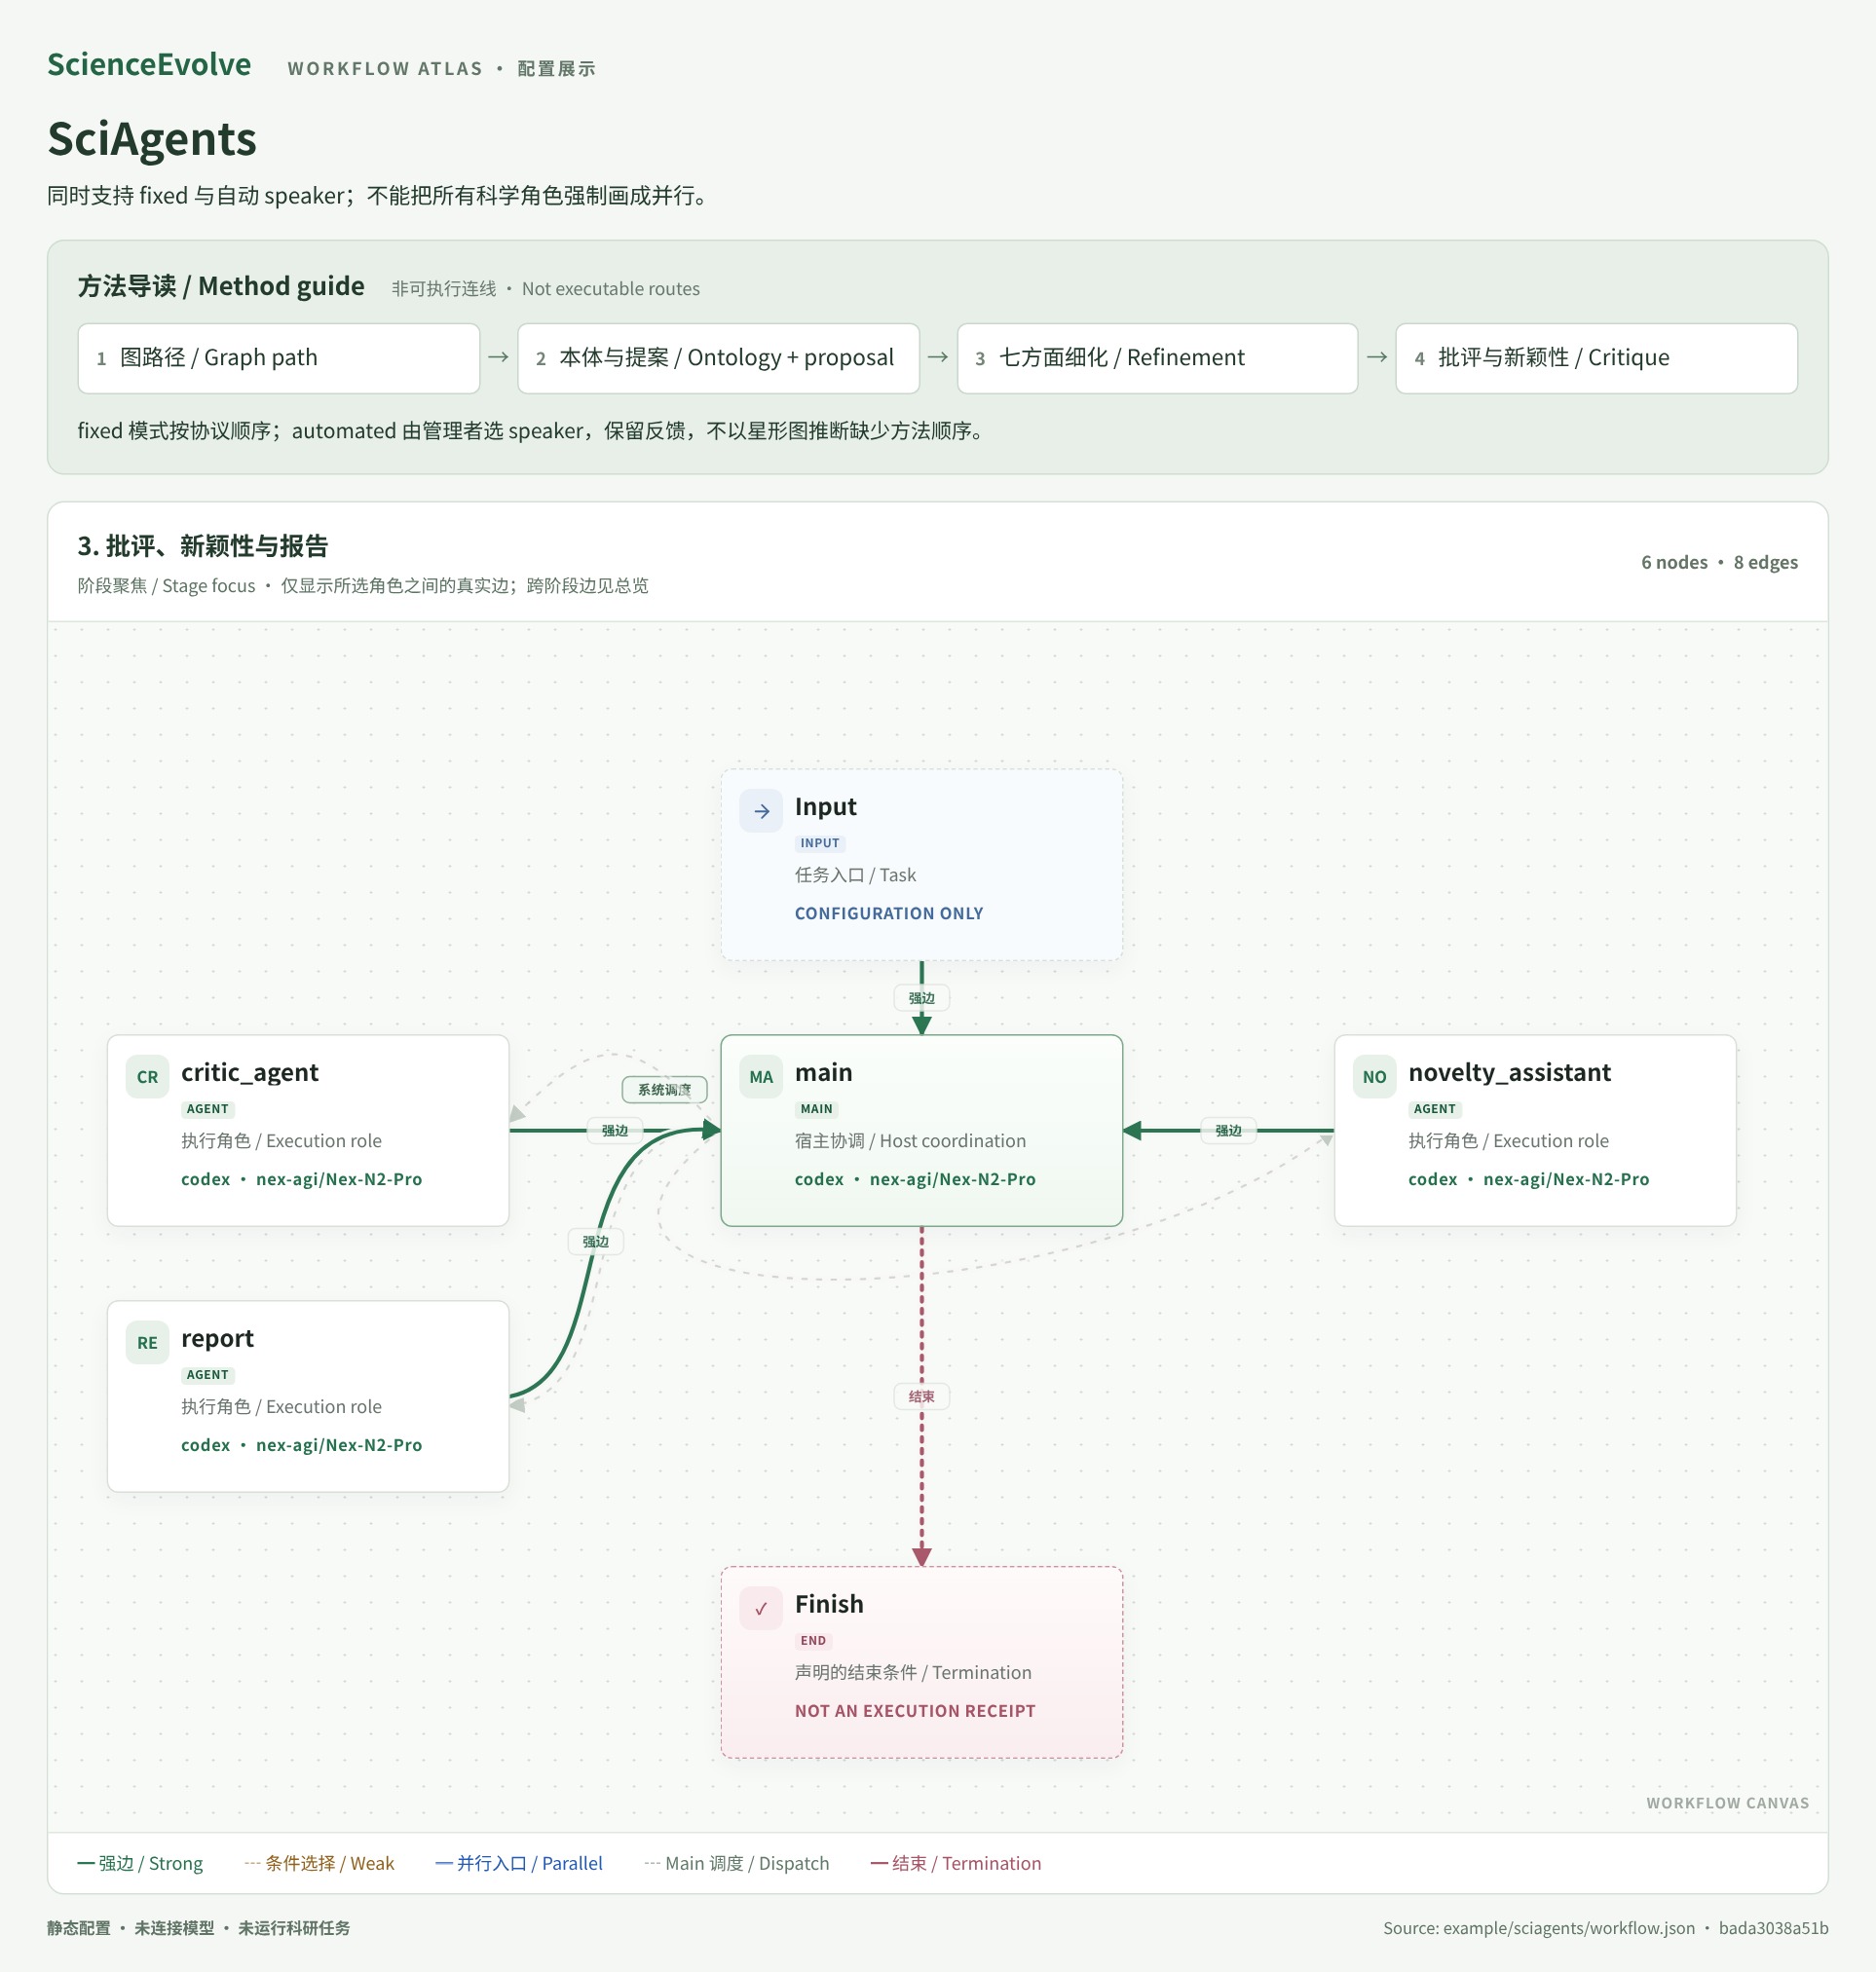 ScienceEvolve WORKFLOW ATLAS • 配置展示
SciAgents
同时支持 fixed 与自动 speaker；不能把所有科学角色强制画成并行。
方法导读 / Method guide 非可执行连线 • Not executable routes
1 图路径 / Graph path → 2 本体与提案 / Ontology + proposal → 3 七方面细化 / Refinement → 4 批评与新颖性 / Critique
fixed 模式按协议顺序；automated 由管理者选 speaker，保留反馈，不以星形图推断缺少方法顺序。
3. 批评、新颖性与报告
阶段聚焦 / Stage focus • 仅显示所选角色之间的真实边；跨阶段边见总览
6 nodes • 8 edges
→ Input
INPUT
任务入口 / Task
CONFIGURATION ONLY
强边
CR critic_agent
AGENT
执行角色 / Execution role
codex • nex-agi/Nex-N2-Pro
系统调度
强边
MA main
MAIN
宿主协调 / Host coordination
codex • nex-agi/Nex-N2-Pro
强边
NO novelty_assistant
AGENT
执行角色 / Execution role
codex • nex-agi/Nex-N2-Pro
强边
RE report
AGENT
执行角色 / Execution role
codex • nex-agi/Nex-N2-Pro
结束
✓ Finish
END
声明的结束条件 / Termination
NOT AN EXECUTION RECEIPT
WORKFLOW CANVAS
强边 / Strong 条件选择 / Weak 并行入口 / Parallel Main 调度 / Dispatch 结束 / Termination
静态配置 • 未连接模型 • 未运行科研任务
Source: example/sciagents/workflow.json • bada3038a51b